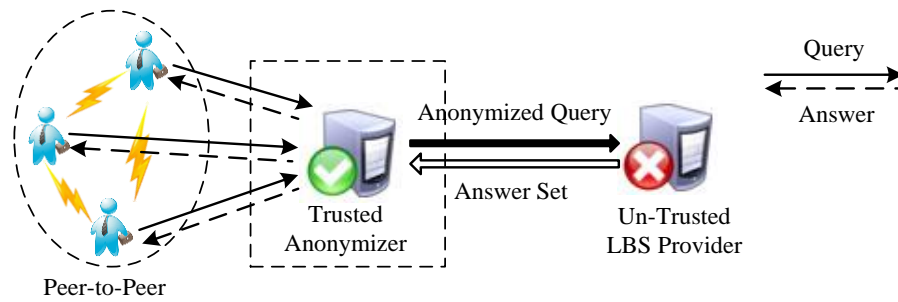 Query
Answer
Anonymized Query
Answer Set
Trusted
Anonymizer
Un-Trusted
LBS Provider
Peer-to-Peer